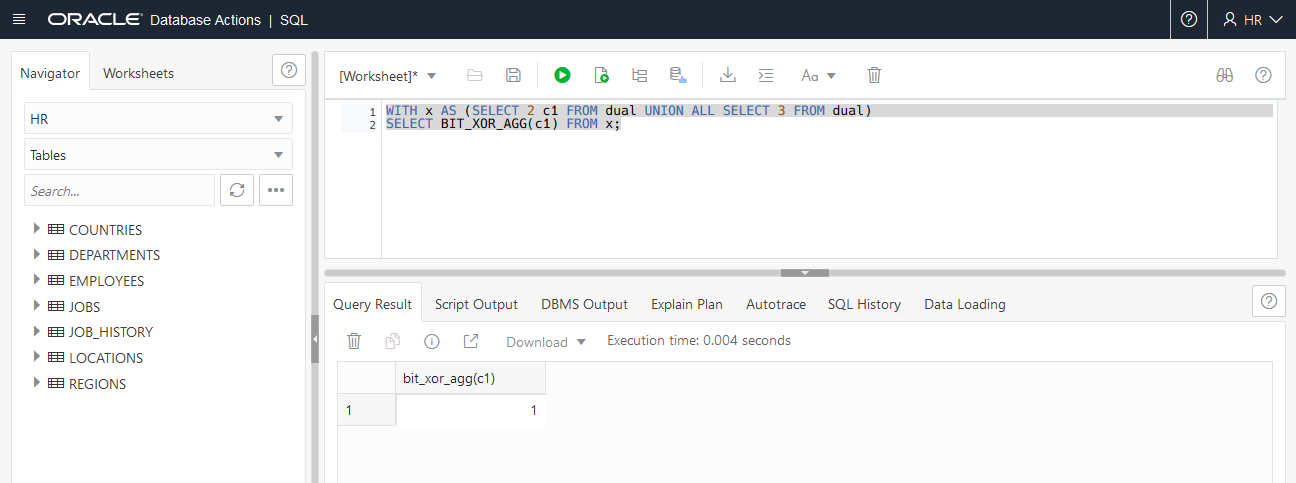 ORACLE Database Actions | SQL
HR
Navigator
Worksheets
HR
Tables
Search...
COUNTRIES
DEPARTMENTS
EMPLOYEES
JOBS
JOB_HISTORY
LOCATIONS
REGIONS
[Worksheet]*
Aa
1 WITH x AS (SELECT 2 c1 FROM dual UNION ALL SELECT 3 FROM dual)
2 SELECT BIT_XOR_AGG(c1) FROM x;
Query Result Script Output DBMS Output Explain Plan Autotrace SQL History Data Loading
Download Execution time: 0.004 seconds
bit_xor_agg(c1)
1 1